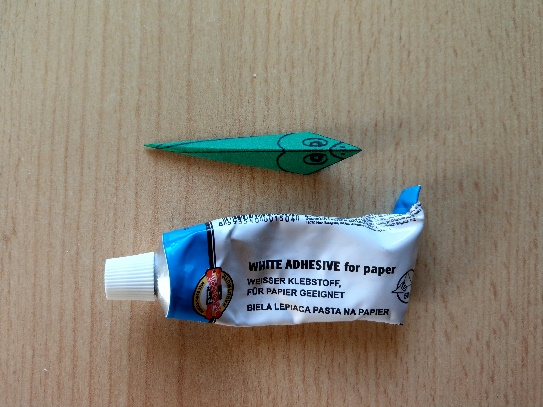 WHITE ADHESIVE for paper
WEISSER KLEBSTOFF,
FÜR PAPIER GEEIGNET
BIELA LEPIACA PASTA NA PAPIER